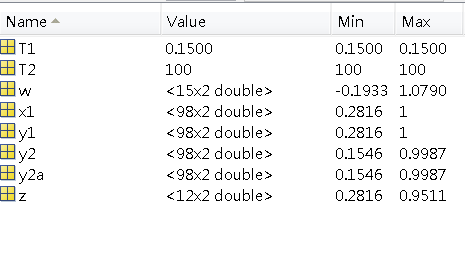 Name Value Min Max
T1 0.1500 0.1500 0.1500
T2 100 100 100
w <15x2 double> -0.1933 1.0790
x1 <98x2 double> 0.2816 1
y1 <98x2 double> 0.2816 1
y2 <98x2 double> 0.1546 0.9987
y2a <98x2 double> 0.1546 0.9987
z <12x2 double> 0.2816 0.9511